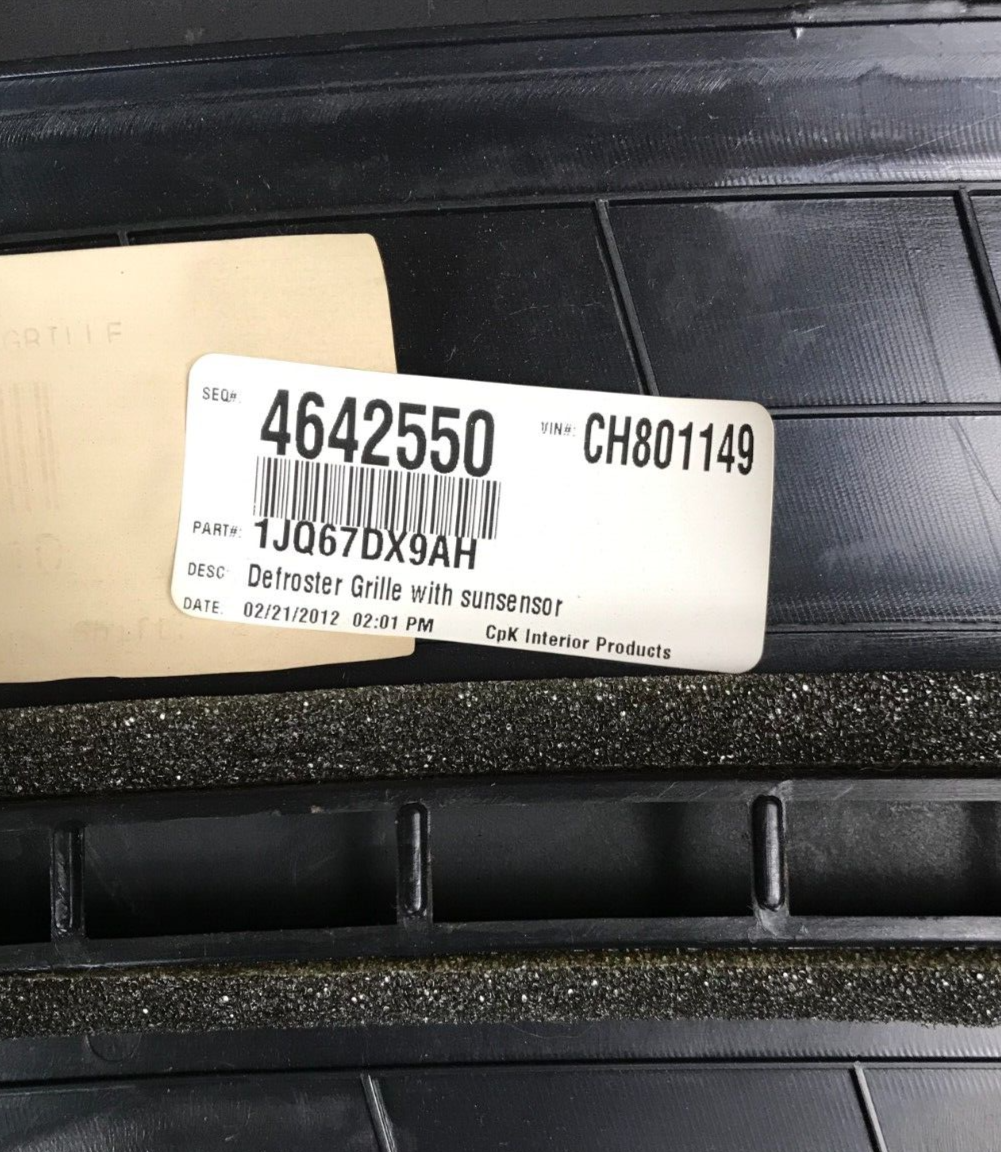 GRILLE
SEQ#: 4642550 VIN#: CH801149
PART#: 1JQ67DX9AH
DESC: Defroster Grille with sunsensor
DATE: 02/21/2012 02:01 PM CpK Interior Products